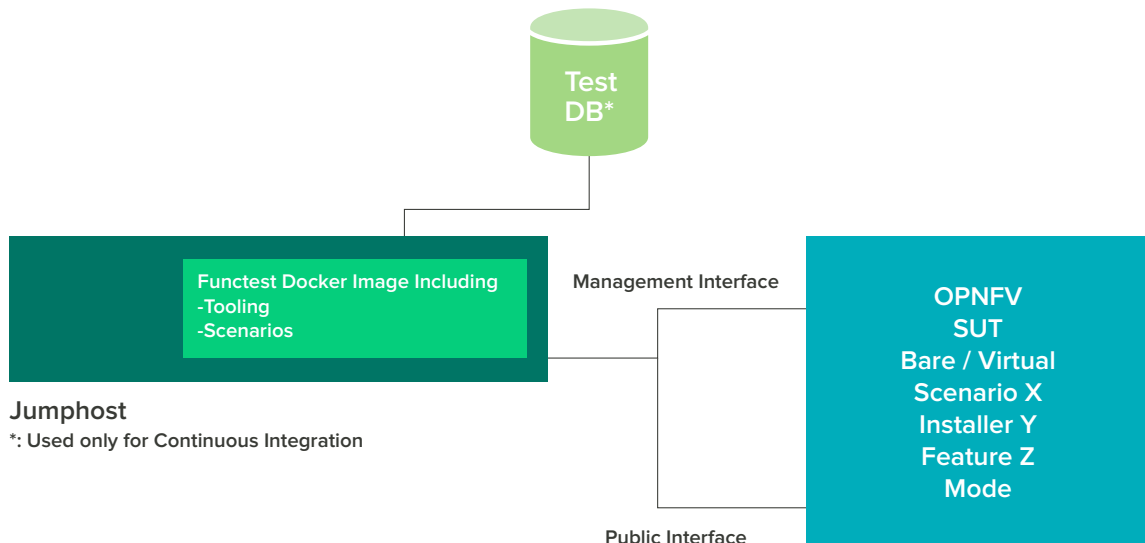 Test
DB*
Functest Docker Image Including
-Tooling
-Scenarios
Management Interface
OPNFV
SUT
Bare / Virtual
Scenario X
Installer Y
Feature Z
Mode
Jumphost
*: Used only for Continuous Integration
Public Interface